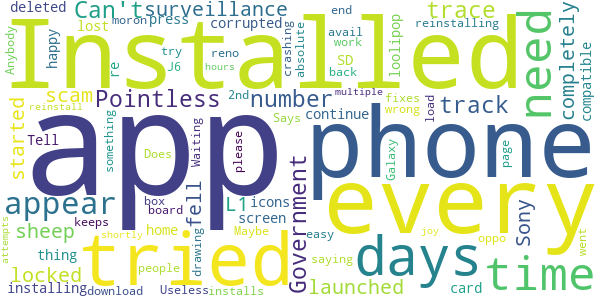 deleted
Can't
surveillance
end
trace
deleted
moron
press
lost
corrupted
reinstalling
Anybody
happy
Installed
re
try
J6
reno
hours
crashing
absolute
avail
work
back
SD
loolipop
need
completely
compatible
scam
Pointless
2nd
number
multiple
continue
track
load
fixes
wrong
started
reinstall
Tell
app
something
Does
Waiting
please
Says
phone
Galaxy
page
every
appear
sheep
keeps
thing
locked
attempts
installing
download
tried
box
board
shortly
home
people
fell
drawing
Useless
L1
icons
screen
Maybe
installs
Government
easy
saying
launched
days
joy
oppo
card
Sony
time
went